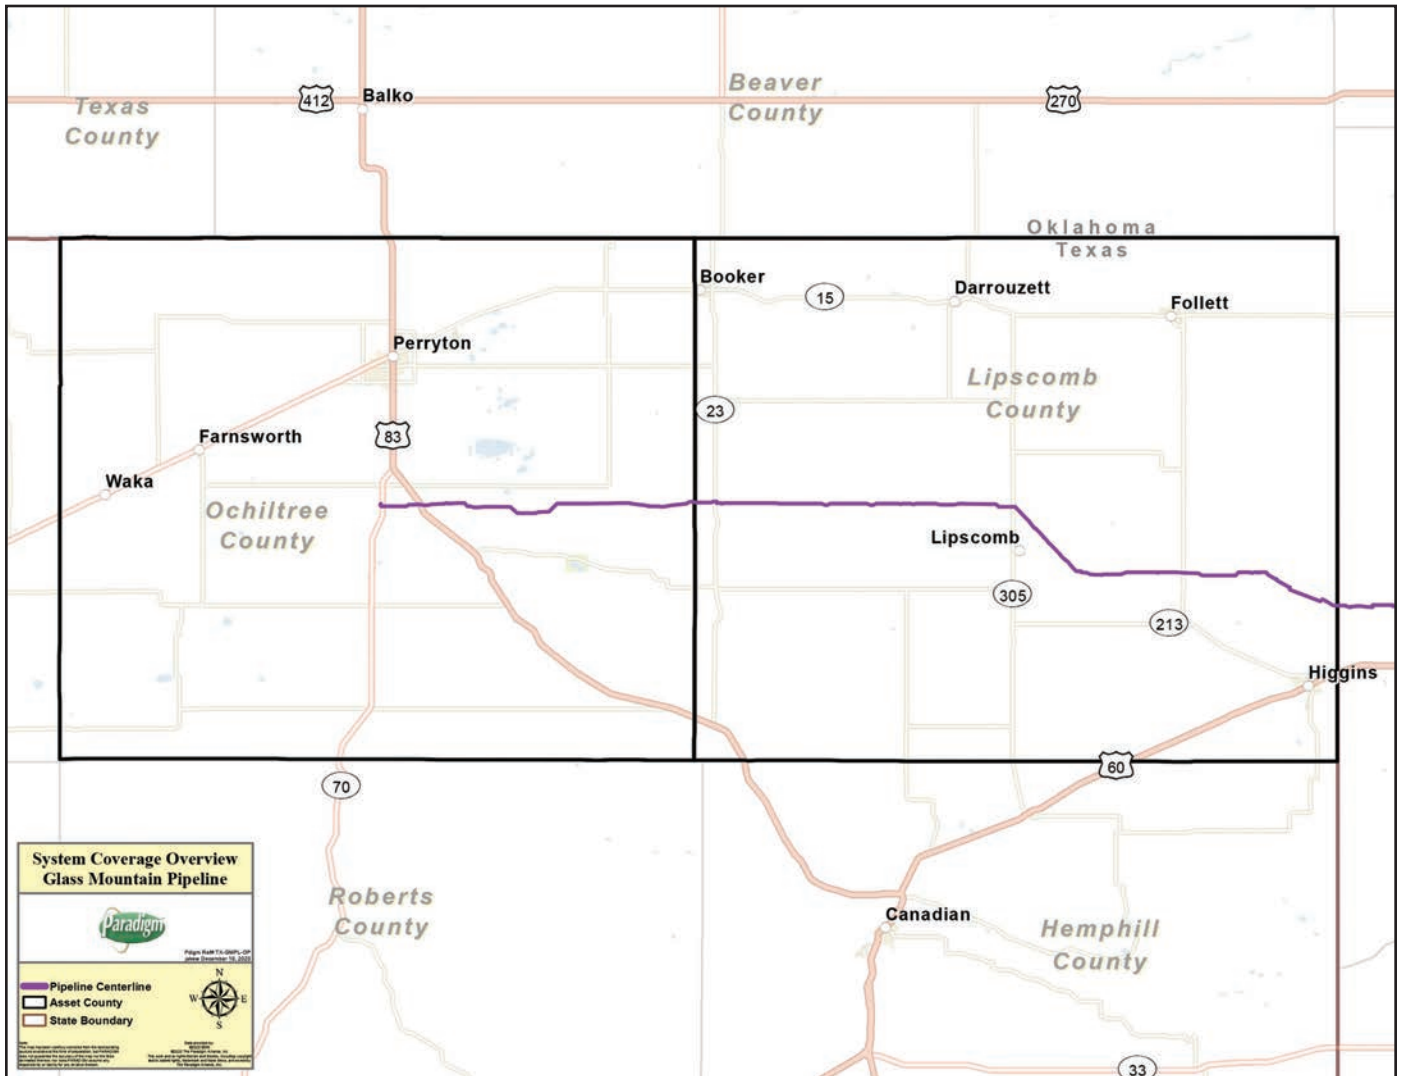 Texas
County
412
Balko
Beaver
County
270
Oklahoma
Texas
Booker
15
Darrouzett
Follett
Perryton
Lipscomb
County
23
83
Farnsworth
Waka
Ochiltree
County
Lipscomb
305
213
Higgins
60
70
System Coverage Overview
Glass Mountain Pipeline
Paradigm
Pipeline Centerline
Asset County
State Boundary
N
W
E
S
Roberts
County
Canadian
Hemphill
County
33